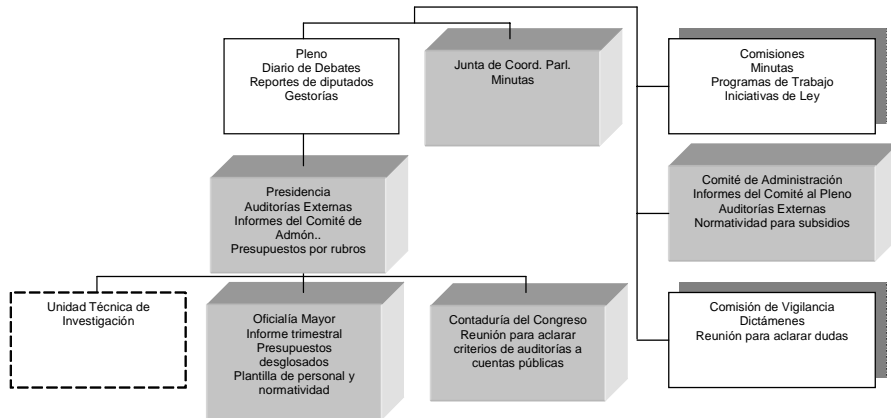 Pleno
Diario de Debates
Reportes de diputados
Gestorías
Junta de Coord. Parl.
Minutas
Comisiones
Minutas
Programas de Trabajo
Iniciativas de Ley
Presidencia
Auditorías Externas
Informes del Comité de
Admón..
Presupuestos por rubros
Comité de Administración
Informes del Comité al Pleno
Auditorías Externas
Normatividad para subsidios
Unidad Técnica de
Investigación
Oficialía Mayor
Informe trimestral
Presupuestos
desglosados
Plantilla de personal y
normatividad
Contaduría del Congreso
Reunión para aclarar
criterios de auditorías a
cuentas públicas
Comisión de Vigilancia
Dictámenes
Reunión para aclarar dudas